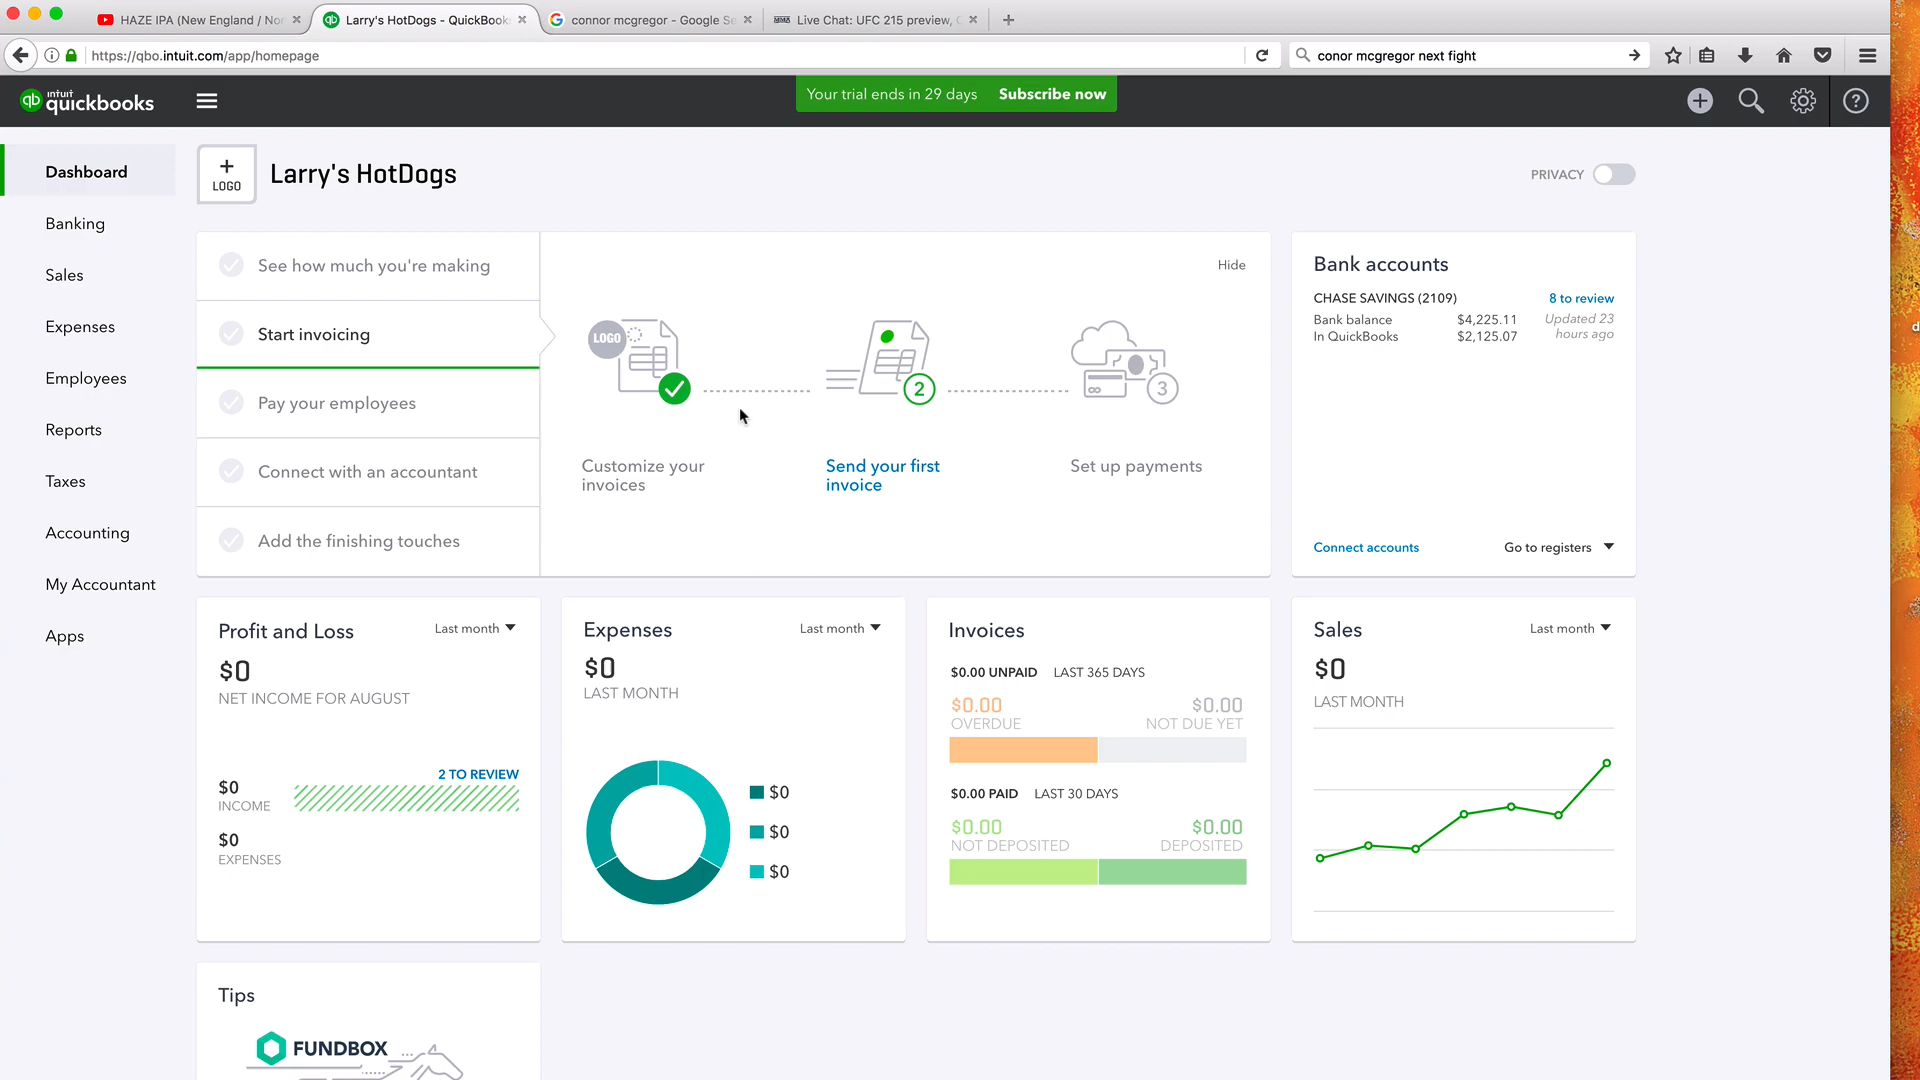 HAZE IPA (New England / Nor
Larry's HotDogs - QuickBooks
connor mcgregor - Google Se
Live Chat: UFC 215 preview, C
https://qbo.intuit.com/app/homepage
conor mcgregor next fight
intuit
qb quickbooks
Your trial ends in 29 days Subscribe now
Dashboard
Banking
Sales
Expenses
Employees
Reports
Taxes
Accounting
My Accountant
Apps
+
LOGO
Larry's HotDogs
PRIVACY
See how much you're making
Start invoicing
Pay your employees
Connect with an accountant
Add the finishing touches
Hide
LOGO
2
3
Customize your
invoices
Send your first
invoice
Set up payments
Bank accounts
CHASE SAVINGS (2109) 8 to review
Bank balance $4,225.11 Updated 23
In QuickBooks $2,125.07 hours ago
Connect accounts Go to registers
Profit and Loss Last month
$0
NET INCOME FOR AUGUST
2 TO REVIEW
$0
INCOME
$0
EXPENSES
Expenses Last month
$0
LAST MONTH
$0
$0
$0
Invoices
$0.00 UNPAID LAST 365 DAYS
$0.00 $0.00
OVERDUE NOT DUE YET
$0.00 PAID LAST 30 DAYS
$0.00 $0.00
NOT DEPOSITED DEPOSITED
Sales Last month
$0
LAST MONTH
Tips
FUNDBOX